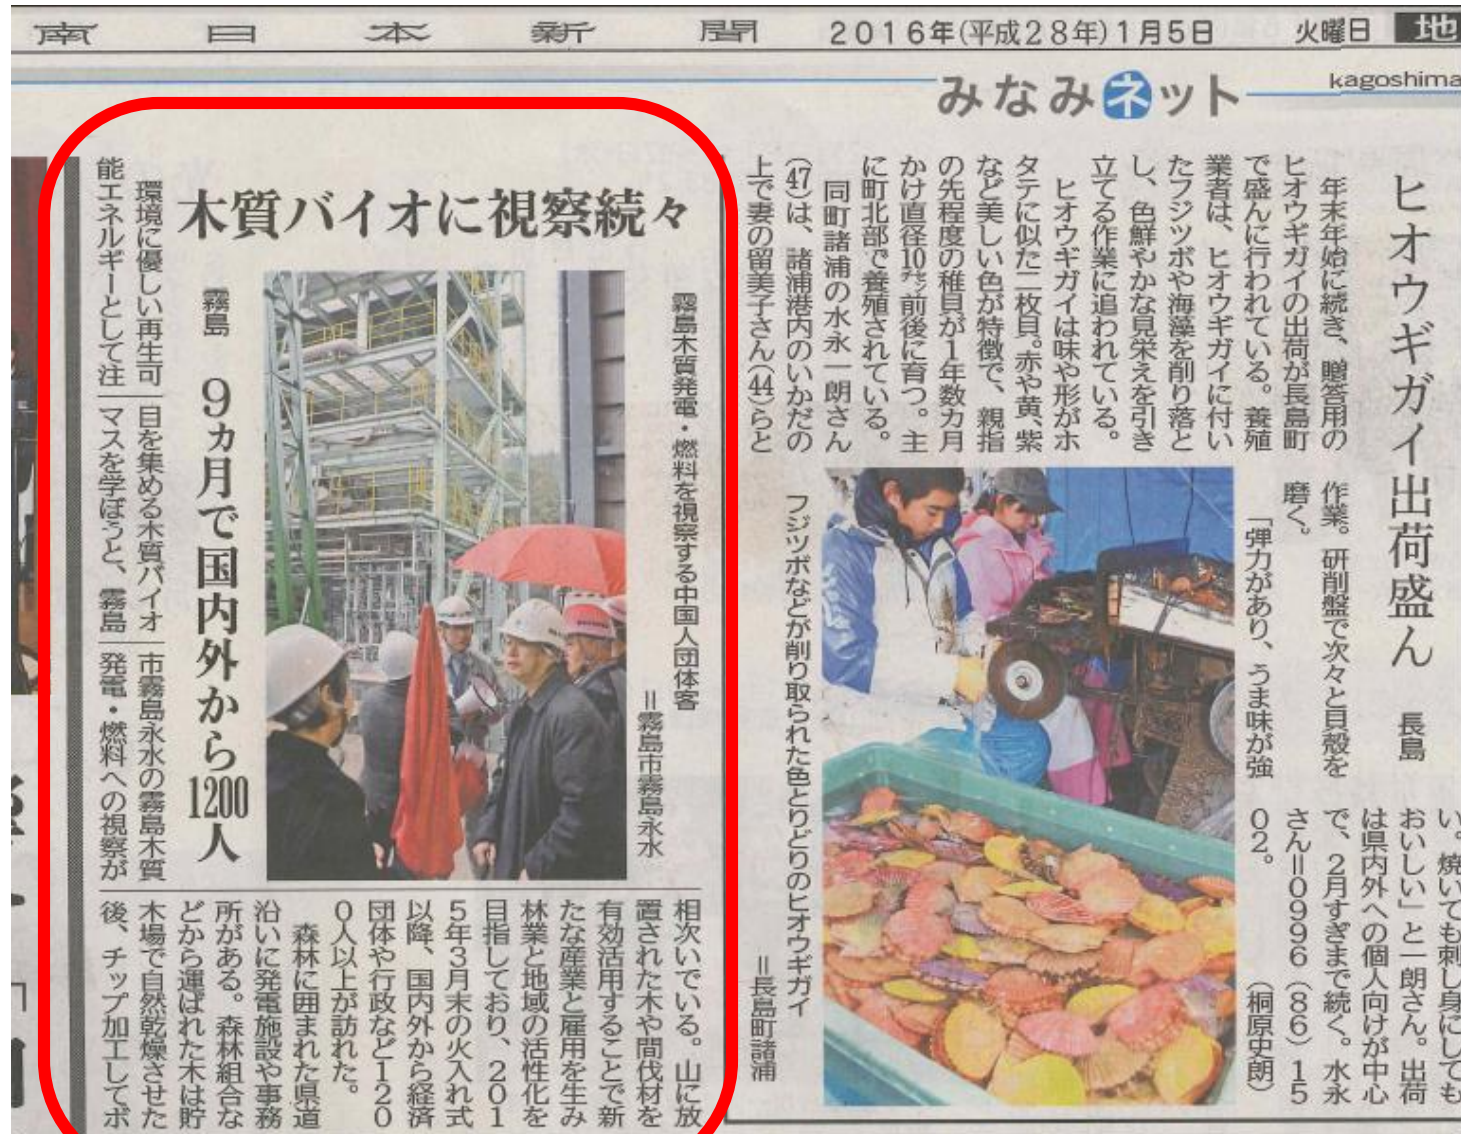 南日本新聞
2016年(平成28年)1月5日
火曜日
地
みなみネット
kagoshima
ヒオウギガイ出荷盛ん
長島
年末年始に続き、贈答用の
ヒオウギガイの出荷が長島町
で盛んに行われている。養殖
業者は、ヒオウギガイに付い
たフジツボや海藻を削り落と
し、色鮮やかな見栄えを引き
立てる作業に追われている。
ヒオウギガイは味や形がホ
タテに似た二枚貝。赤や黄、紫
など美しい色が特徴で、親指
の先程度の稚貝が1年数カ月
かけ直径10㌢前後に育つ。主
に町北部で養殖されている。
同町諸浦の水永一朗さん
(47)は、諸浦港内のいかだの
上で妻の留美子さん(44)らと
作業。研削盤で次々と貝殻を
磨く。
「弾力があり、うま味が強
い。焼いても刺し身にしても
おいしい」と一朗さん。出荷
は県内外への個人向けが中心
で、2月すぎまで続く。水永
さん=0996(86)15
02。
(桐原史朗)
フジツボなどが削り取られた色とりどりのヒオウギガイ
=長島町諸浦
木質バイオに視察続々
霧島
9ヵ月で国内外から1200人
霧島木質発電・燃料を視察する中国人団体客
=霧島市霧島永水
環境に優しい再生可
能エネルギーとして注
目を集める木質バイオ
マスを学ぼうと、霧島
市霧島永水の霧島木質
発電・燃料への視察が
相次いでいる。山に放
置された木や間伐材を
有効活用することで新
たな産業と雇用を生み
林業と地域の活性化を
目指しており、201
5年3月末の火入れ式
以降、国内外から経済
団体や行政など120
0人以上が訪れた。
森林に囲まれた県道
沿いに発電施設や事務
所がある。森林組合な
どから運ばれた木は貯
木場で自然乾燥させた
後、チップ加工してボ